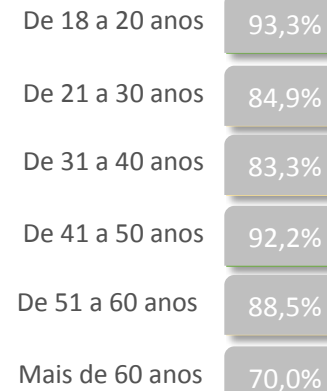 De 18 a 20 anos 93,3%
De 21 a 30 anos 84,9%
De 31 a 40 anos 83,3%
De 41 a 50 anos 92,2%
De 51 a 60 anos 88,5%
Mais de 60 anos 70,0%